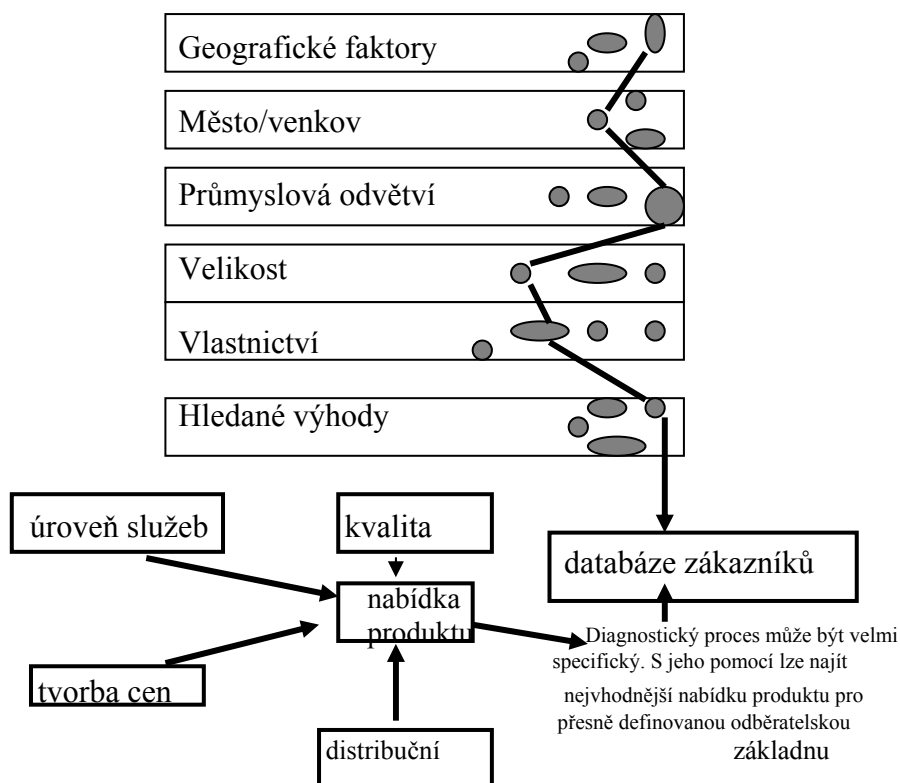 Geografické faktory
Město/venkov
Průmyslová odvětví
Velikost
Vlastnictví
Hledané výhody
úroveň služeb
kvalita
databáze zákazníků
nabídka
produktu
tvorba cen
distribuční
Diagnostický proces může být velmi
specifický. S jeho pomocí lze najít
nejvhodnější nabídku produktu pro
přesně definovanou odběratelskou
základnu